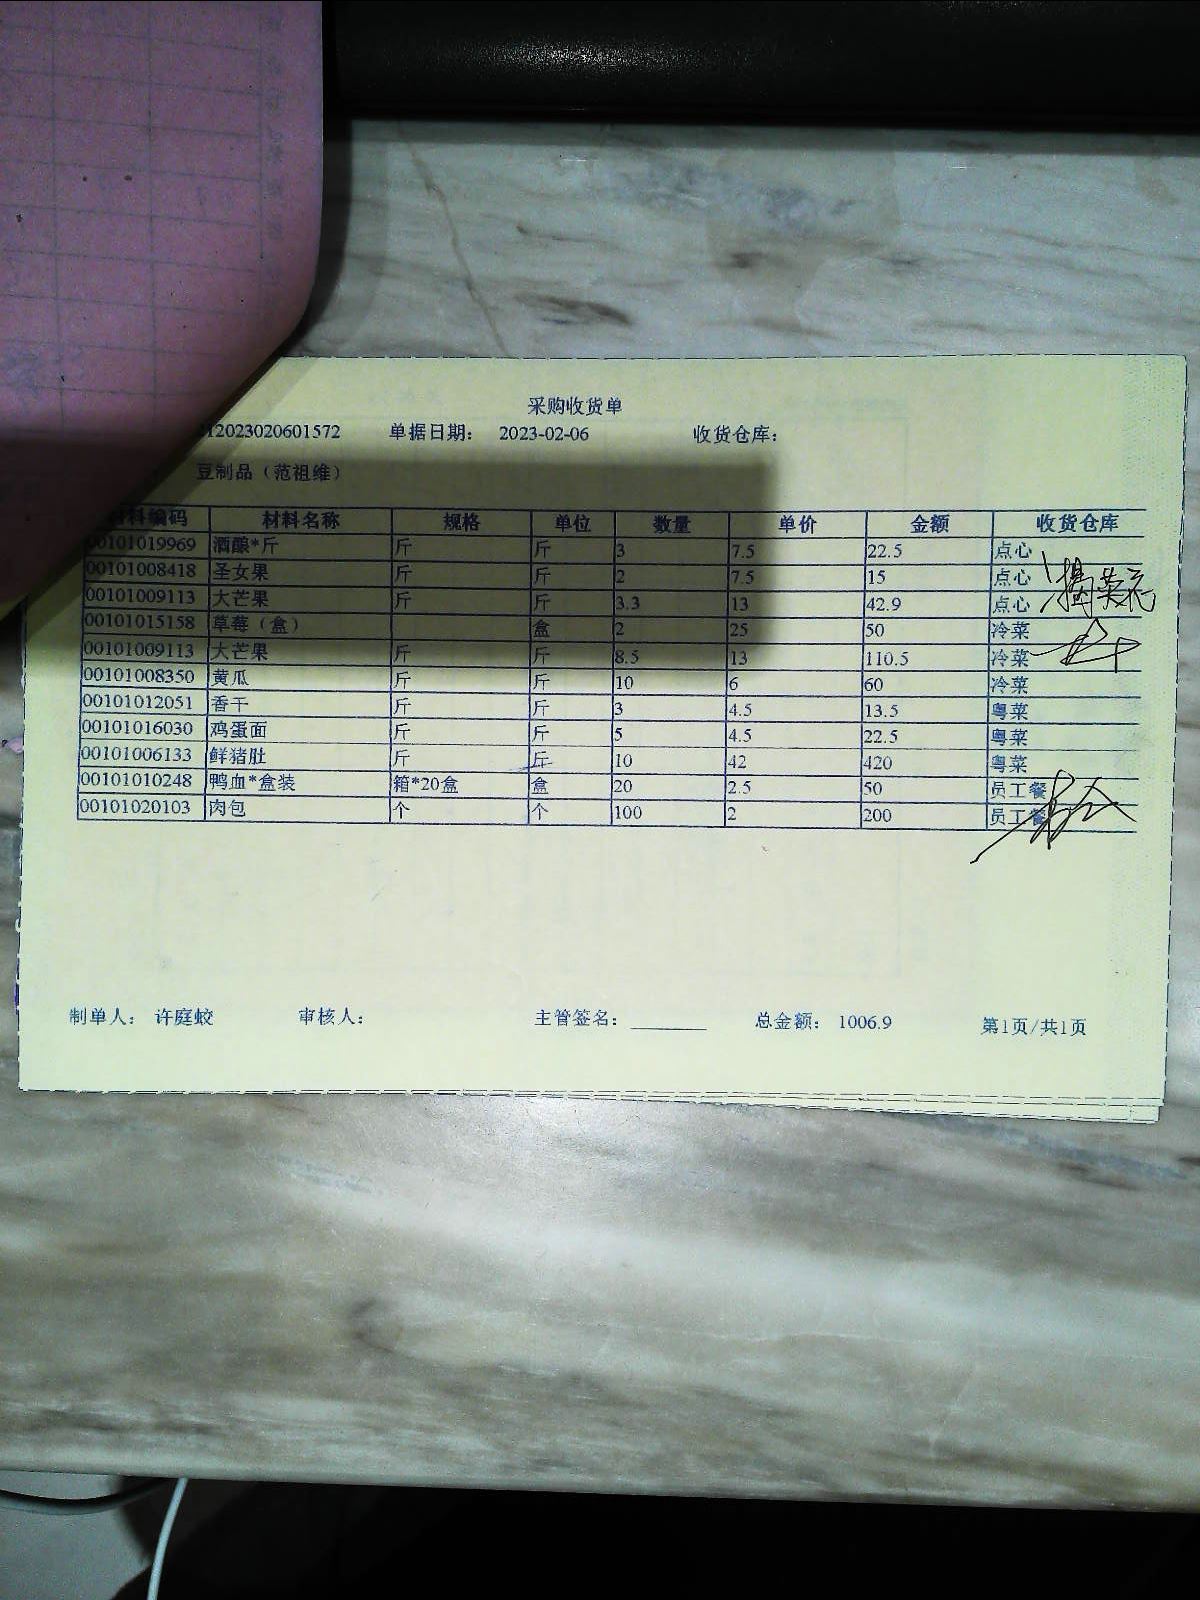 采购收货单
12023020601572 单据日期： 2023-02-06 收货仓库：
豆制品（范祖维）
材料编码 材料名称 规格 单位 数量 单价 金额 收货仓库
00101019969 酒酿*斤 斤 斤 3 7.5 22.5 点心
00101008418 圣女果 斤 斤 2 7.5 15 点心
00101009113 大芒果 斤 斤 3.3 13 42.9 点心
00101015158 草莓（盒） 盒 2 25 50 冷菜
00101009113 大芒果 斤 斤 8.5 13 110.5 冷菜
00101008350 黄瓜 斤 斤 10 6 60 冷菜
00101012051 香干 斤 斤 3 4.5 13.5 粤菜
00101016030 鸡蛋面 斤 斤 5 4.5 22.5 粤菜
00101006133 鲜猪肚 斤 斤 10 42 420 粤菜
00101010248 鸭血*盒装 箱*20盒 盒 20 2.5 50 员工餐
00101020103 肉包 个 个 100 2 200 员工餐
制单人： 许庭蛟 审核人： 主管签名： 总金额： 1006.9 第1页/共1页